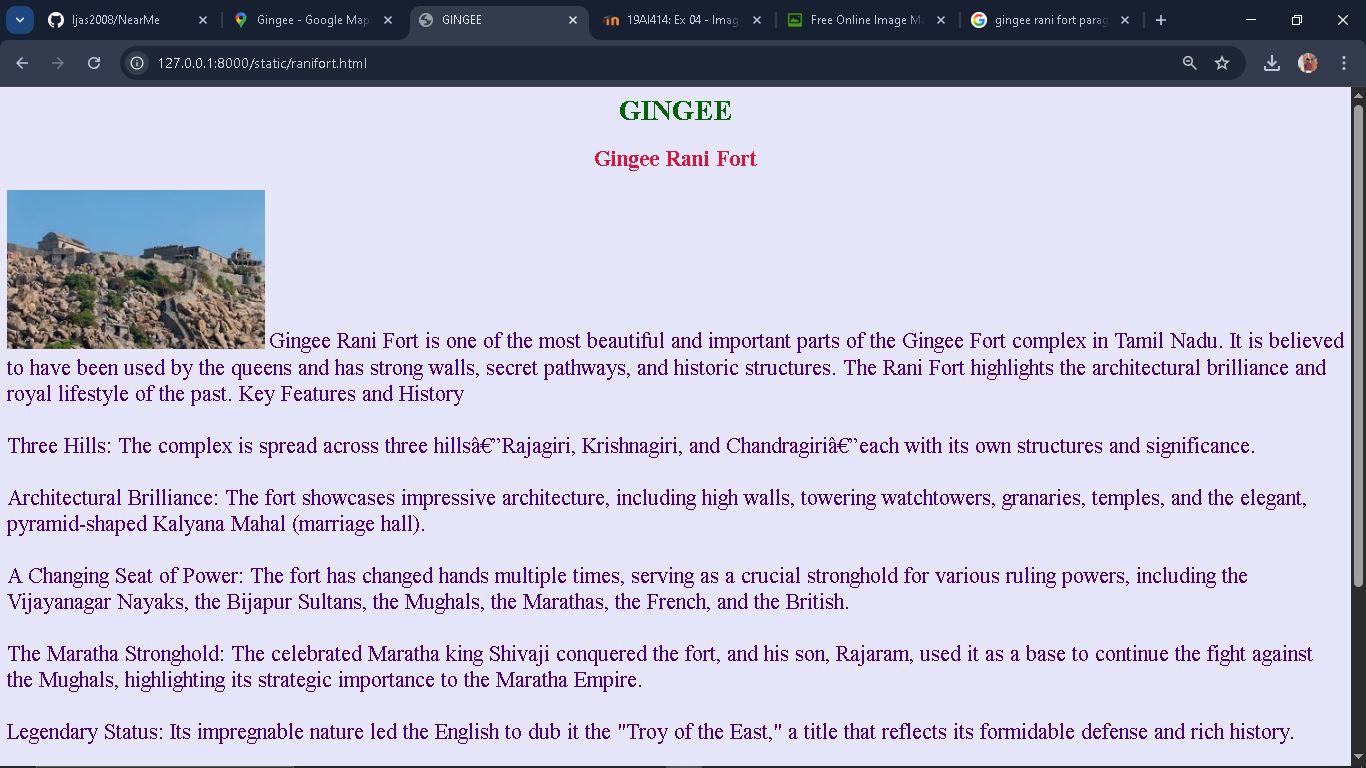 ljas2008/NearMe
Gingee - Google Map
GINGEE
19AI414: Ex 04 - Imag
Free Online Image M
gingee rani fort parag
127.0.0.1:8000/static/ranifort.html
GINGEE
Gingee Rani Fort
Gingee Rani Fort is one of the most beautiful and important parts of the Gingee Fort complex in Tamil Nadu. It is believed
to have been used by the queens and has strong walls, secret pathways, and historic structures. The Rani Fort highlights the architectural brilliance and
royal lifestyle of the past. Key Features and History
Three Hills: The complex is spread across three hillsâ€”Rajagiri, Krishnagiri, and Chandragiriâ€”each with its own structures and significance.
Architectural Brilliance: The fort showcases impressive architecture, including high walls, towering watchtowers, granaries, temples, and the elegant,
pyramid-shaped Kalyana Mahal (marriage hall).
A Changing Seat of Power: The fort has changed hands multiple times, serving as a crucial stronghold for various ruling powers, including the
Vijayanagar Nayaks, the Bijapur Sultans, the Mughals, the Marathas, the French, and the British.
The Maratha Stronghold: The celebrated Maratha king Shivaji conquered the fort, and his son, Rajaram, used it as a base to continue the fight against
the Mughals, highlighting its strategic importance to the Maratha Empire.
Legendary Status: Its impregnable nature led the English to dub it the "Troy of the East," a title that reflects its formidable defense and rich history.